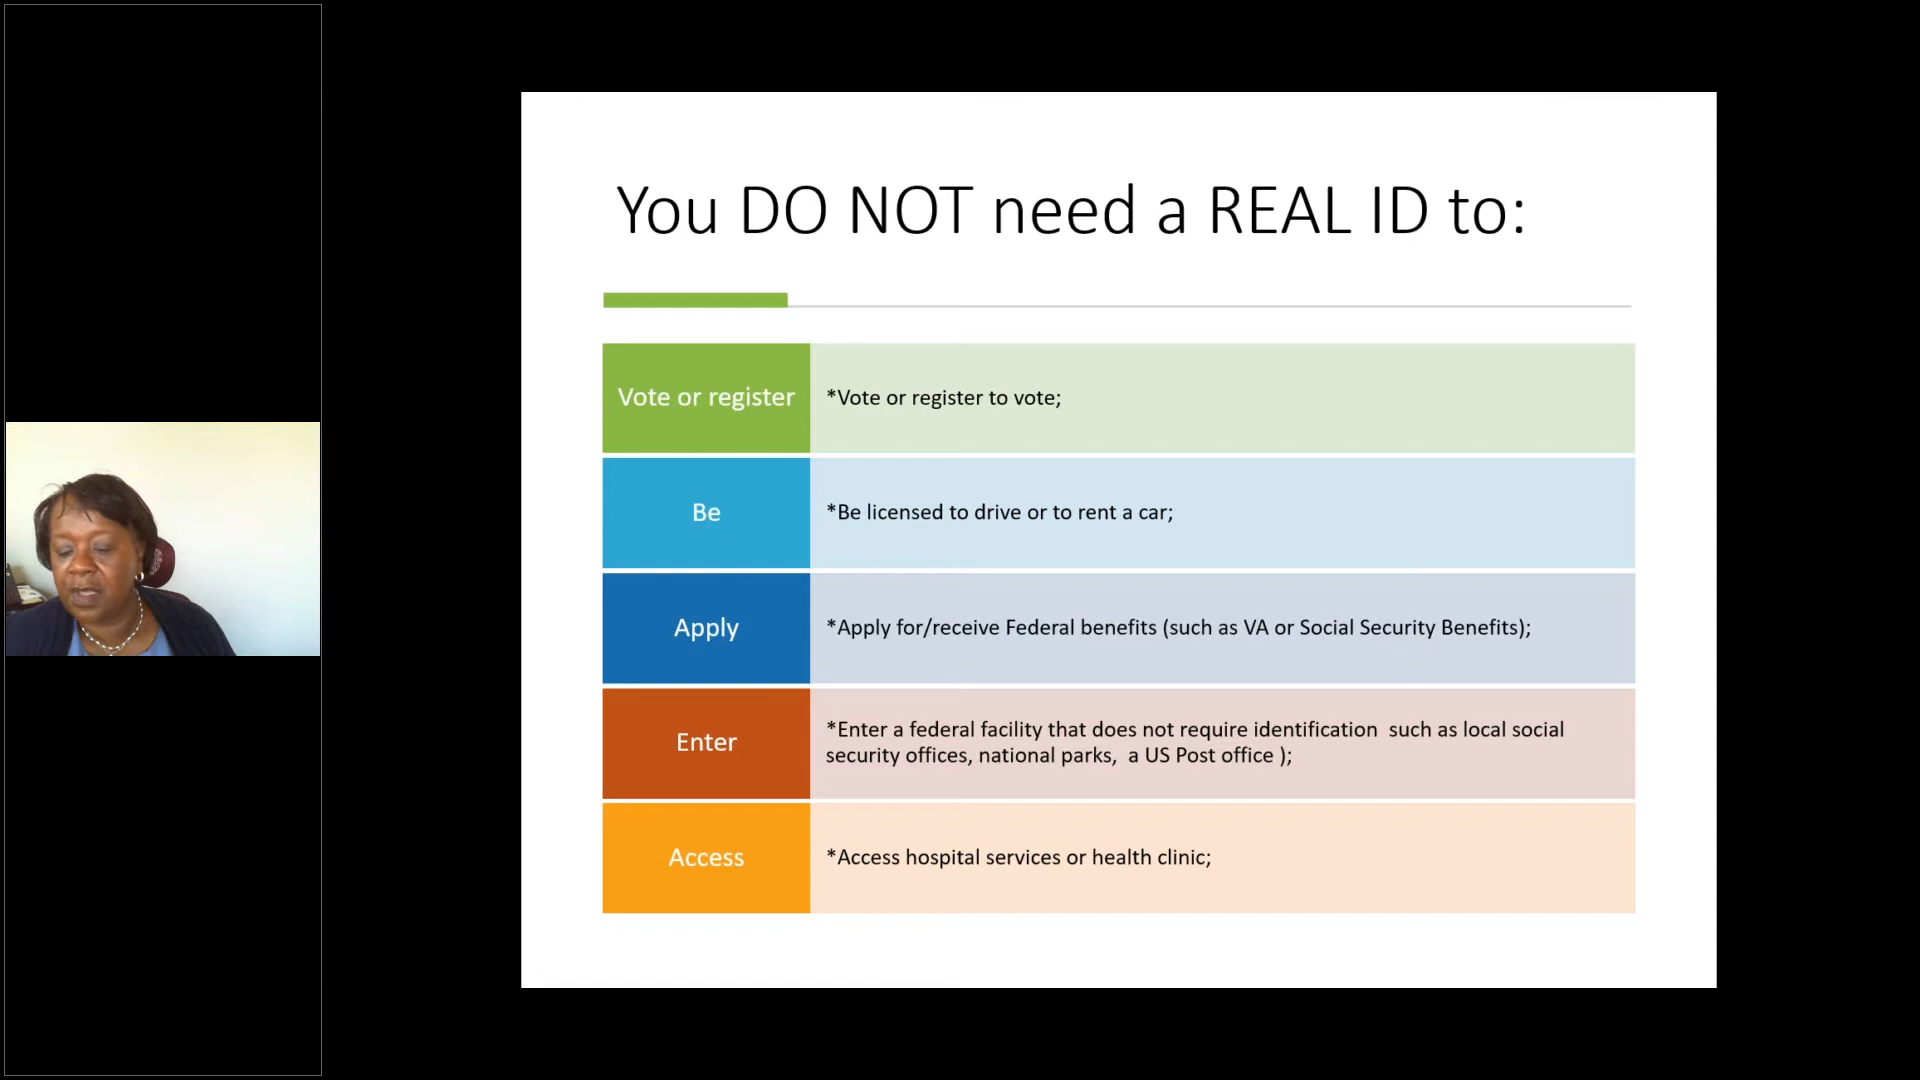 You DO NOT need a REAL ID to:
Vote or register
*Vote or register to vote;
Be
*Be licensed to drive or to rent a car;
Apply
*Apply for/receive Federal benefits (such as VA or Social Security Benefits);
Enter
*Enter a federal facility that does not require identification  such as local social
security offices, national parks,  a US Post office );
Access
*Access hospital services or health clinic;